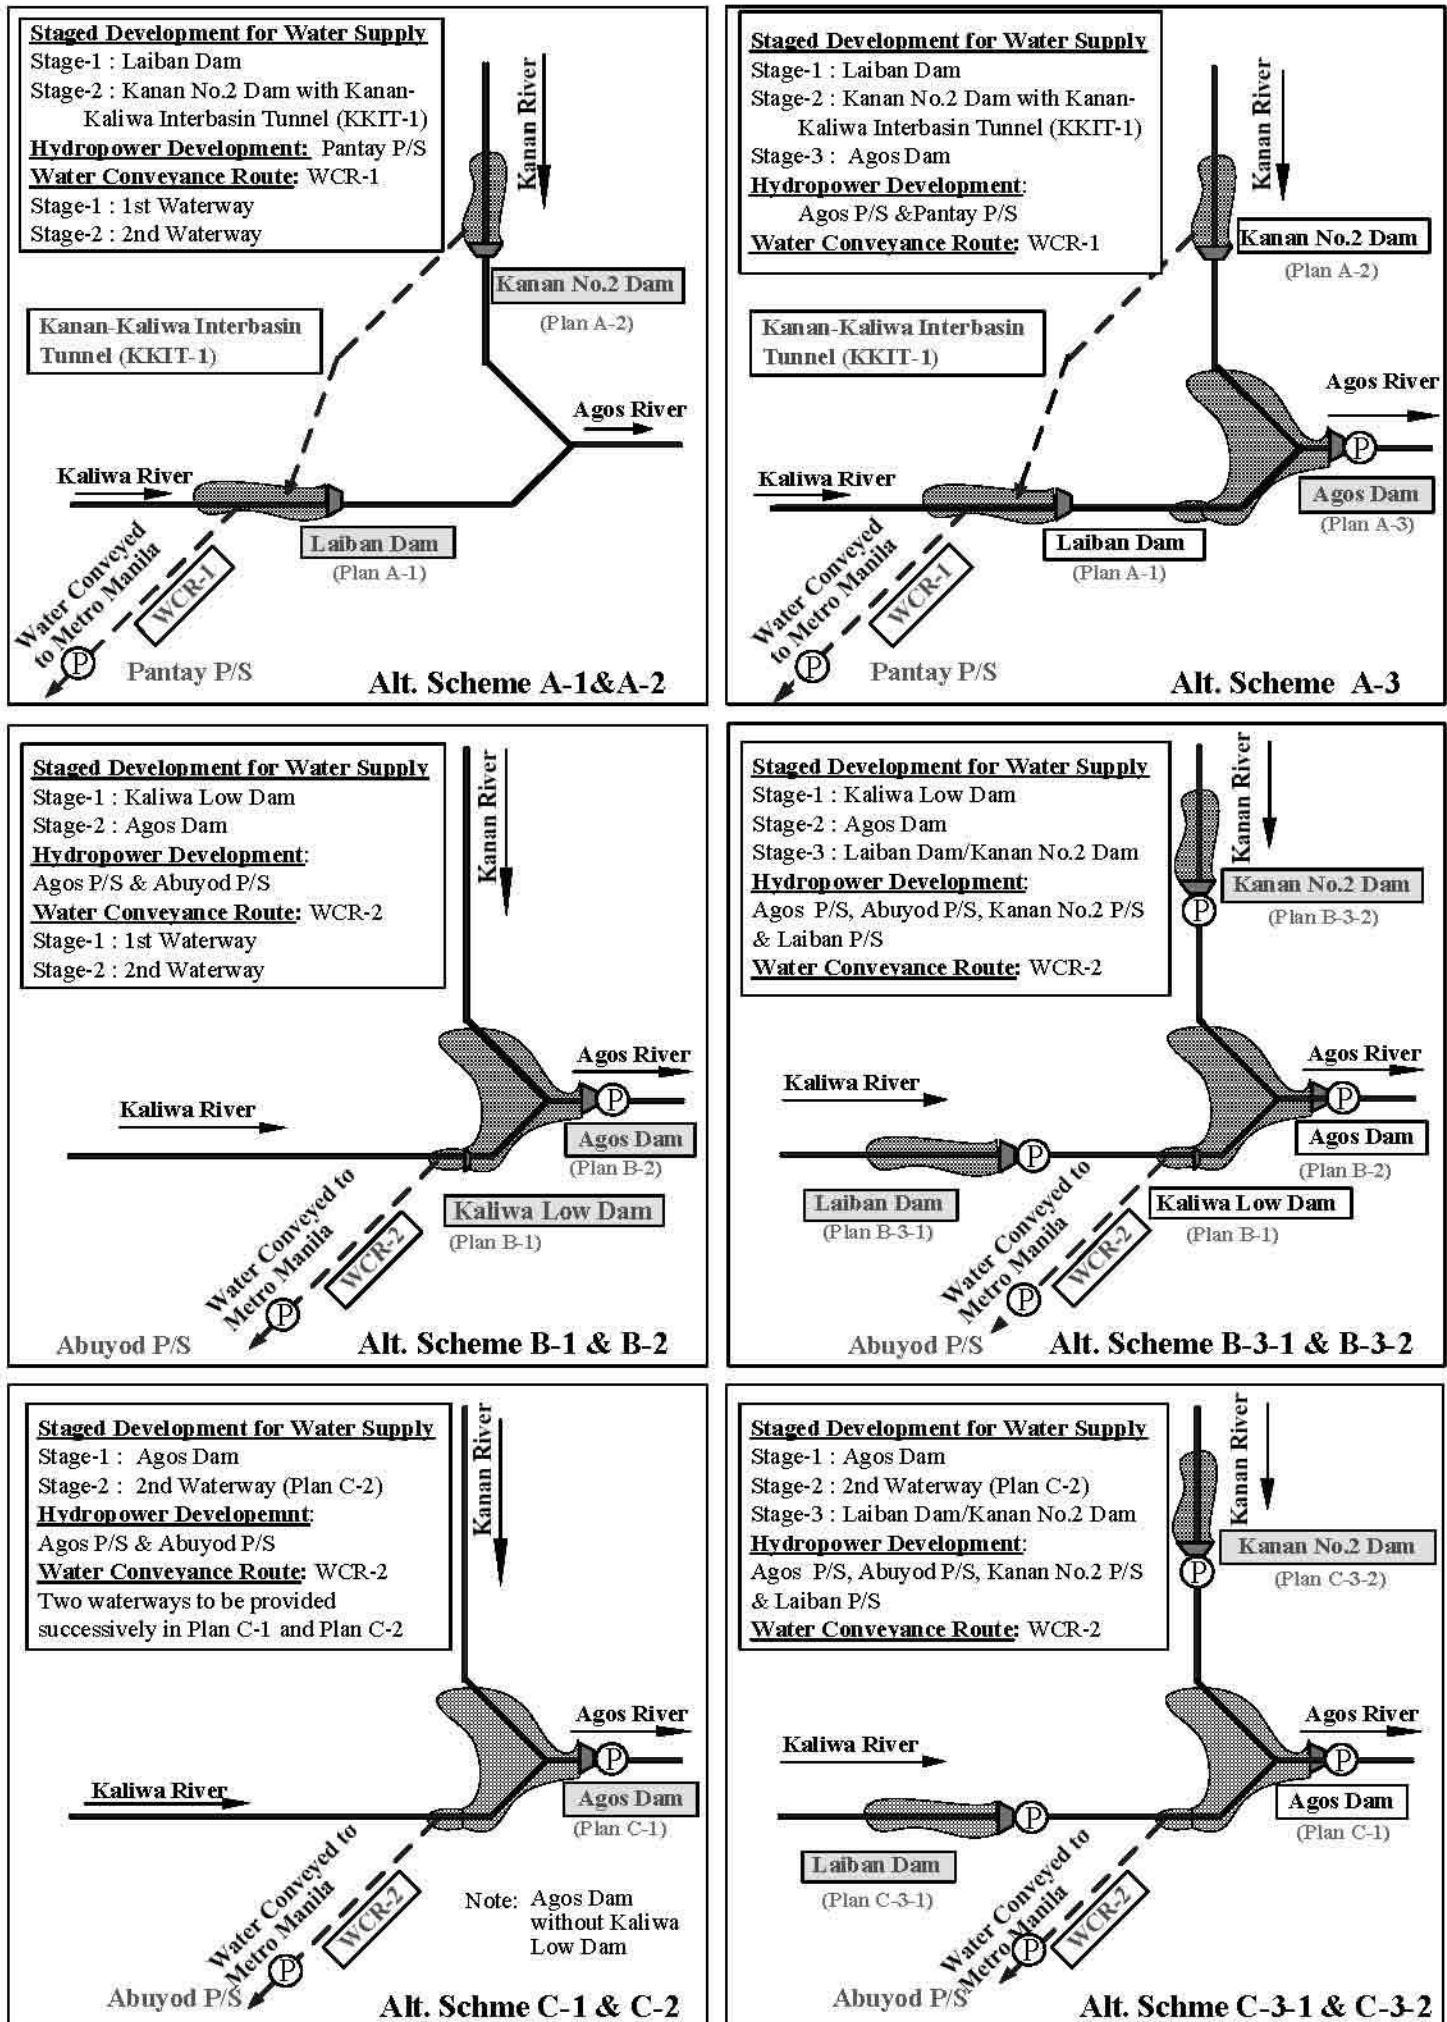 Staged Development for Water Supply
Stage-1 : Laiban Dam
Stage-2 : Kanan No.2 Dam with Kanan-
Kaliwa Interbasin Tunnel (KKIT-1)
Hydropower Development: Pantay P/S
Water Conveyance Route: WCR-1
Stage-1 : 1st Waterway
Stage-2 : 2nd Waterway
Kanan River
Kanan No.2 Dam
(Plan A-2)
Kanan-Kaliwa Interbasin
Tunnel (KKIT-1)
Agos River
Kaliwa River
Laiban Dam
(Plan A-1)
Water Conveyed
to Metro Manila
WCR-1
P
Pantay P/S
Alt. Scheme A-1&A-2
Staged Development for Water Supply
Stage-1 : Laiban Dam
Stage-2 : Kanan No.2 Dam with Kanan-
Kaliwa Interbasin Tunnel (KKIT-1)
Stage-3 : Agos Dam
Hydropower Development:
Agos P/S &Pantay P/S
Water Conveyance Route: WCR-1
Kanan River
Kanan No.2 Dam
(Plan A-2)
Kanan-Kaliwa Interbasin
Tunnel (KKIT-1)
Agos River
P
Kaliwa River
Agos Dam
(Plan A-3)
Laiban Dam
(Plan A-1)
Water Conveyed
to Metro Manila
WCR-1
P
Pantay P/S
Alt. Scheme A-3
Staged Development for Water Supply
Stage-1 : Kaliwa Low Dam
Stage-2 : Agos Dam
Hydropower Development:
Agos P/S & Abuyod P/S
Water Conveyance Route: WCR-2
Stage-1 : 1st Waterway
Stage-2 : 2nd Waterway
Kanan River
Agos River
P
Kaliwa River
Agos Dam
(Plan B-2)
Kaliwa Low Dam
(Plan B-1)
Water Conveyed to
Metro Manila
WCR-2
P
Abuyod P/S
Alt. Scheme B-1 & B-2
Staged Development for Water Supply
Stage-1 : Kaliwa Low Dam
Stage-2 : Agos Dam
Stage-3 : Laiban Dam/Kanan No.2 Dam
Hydropower Development:
Agos P/S, Abuyod P/S, Kanan No.2 P/S
& Laiban P/S
Water Conveyance Route: WCR-2
Kanan River
Kanan No.2 Dam
P
(Plan B-3-2)
Agos River
Kaliwa River
P
Agos Dam
(Plan B-2)
P
Laiban Dam
(Plan B-3-1)
Kaliwa Low Dam
(Plan B-1)
Water Conveyed to
Metro Manila
WCR-2
P
Abuyod P/S
Alt. Scheme B-3-1 & B-3-2
Staged Development for Water Supply
Stage-1 : Agos Dam
Stage-2 : 2nd Waterway (Plan C-2)
Hydropower Developemnt:
Agos P/S & Abuyod P/S
Water Conveyance Route: WCR-2
Two waterways to be provided
successively in Plan C-1 and Plan C-2
Kanan River
Agos River
P
Kaliwa River
Agos Dam
(Plan C-1)
Water Conveyed to
Metro Manila
WCR-2
P
Note: Agos Dam
without Kaliwa
Low Dam
Abuyod P/S
Alt. Schme C-1 & C-2
Staged Development for Water Supply
Stage-1 : Agos Dam
Stage-2 : 2nd Waterway (Plan C-2)
Stage-3 : Laiban Dam/Kanan No.2 Dam
Hydropower Development:
Agos P/S, Abuyod P/S, Kanan No.2 P/S
& Laiban P/S
Water Conveyance Route: WCR-2
Kanan River
Kanan No.2 Dam
P
(Plan C-3-2)
Agos River
Kaliwa River
P
Agos Dam
(Plan C-1)
P
Laiban Dam
(Plan C-3-1)
Water Conveyed to
Metro Manila
WCR-2
P
Abuyod P/S
Alt. Schme C-3-1 & C-3-2